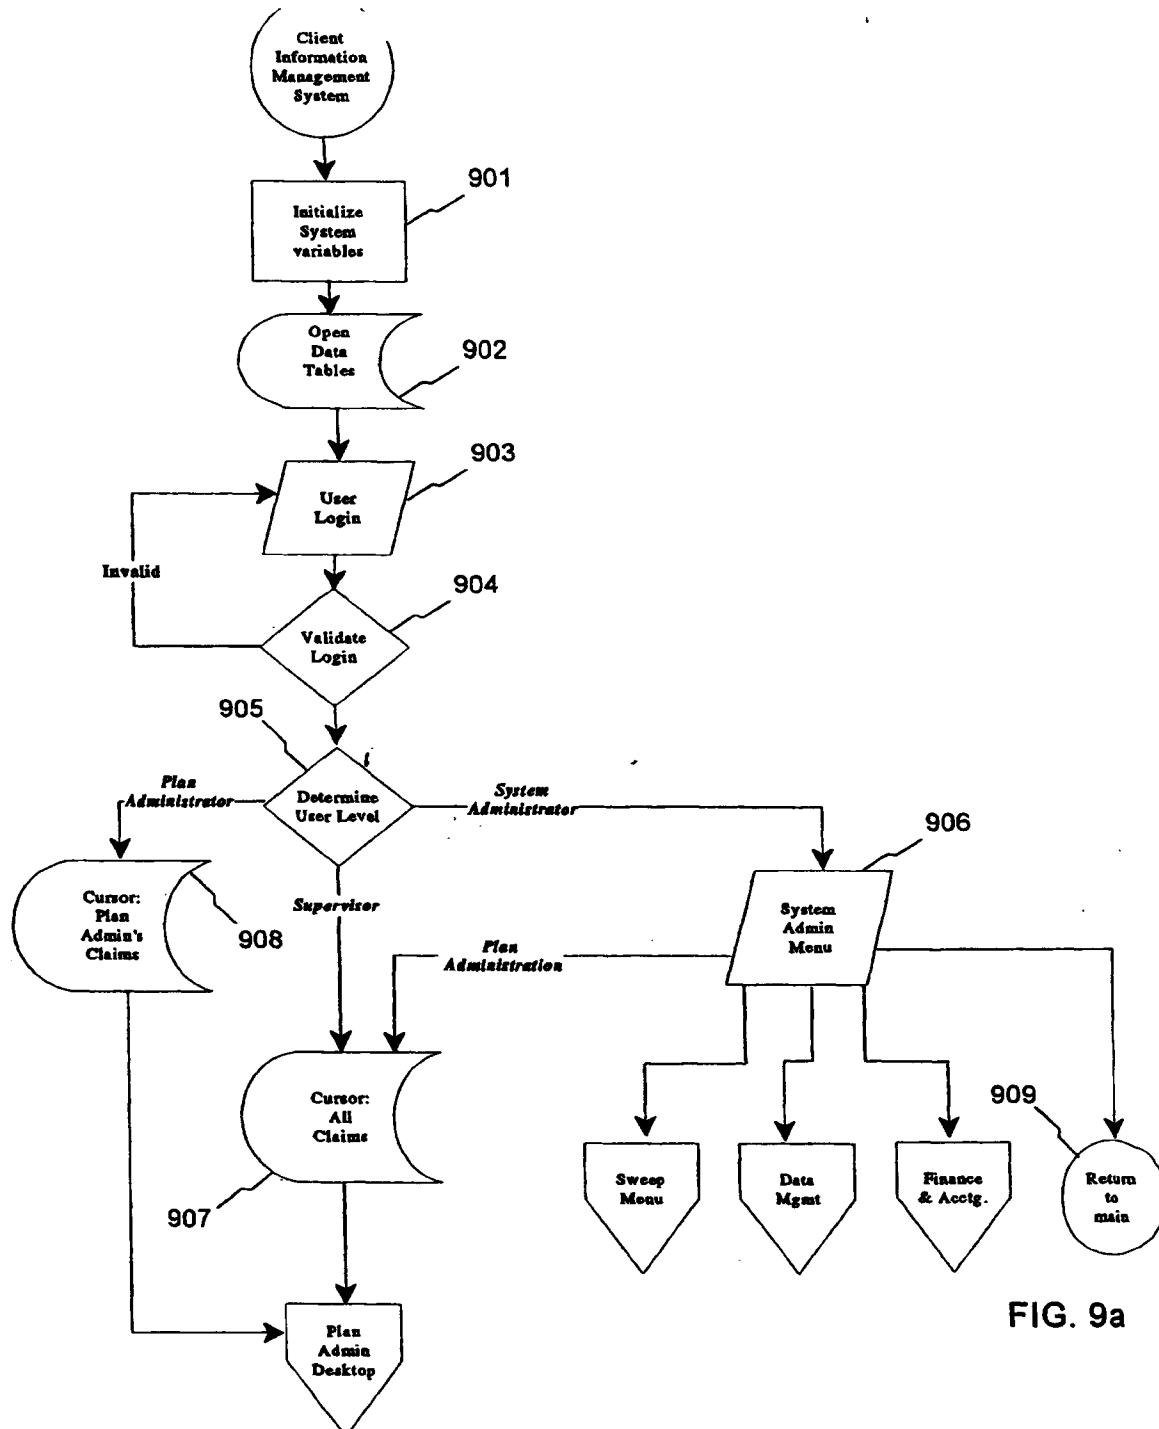 Client
Information
Management
System
901
Initialize
System
variables
Open
Data
Tables
902
903
User
Login
Invalid
904
Validate
Login
905
Plan
Administrator
Determine
User Level
System
Administrator
906
Cursor:
Plan
Admin's
Claims
908
Supervisor
System
Admin
Menu
Plan
Administration
Cursor:
All
Claims
907
909
Sweep
Menu
Data
Mgmt
Finance
& Acctg.
Return
to
main
Plan
Admin
Desktop
FIG. 9a